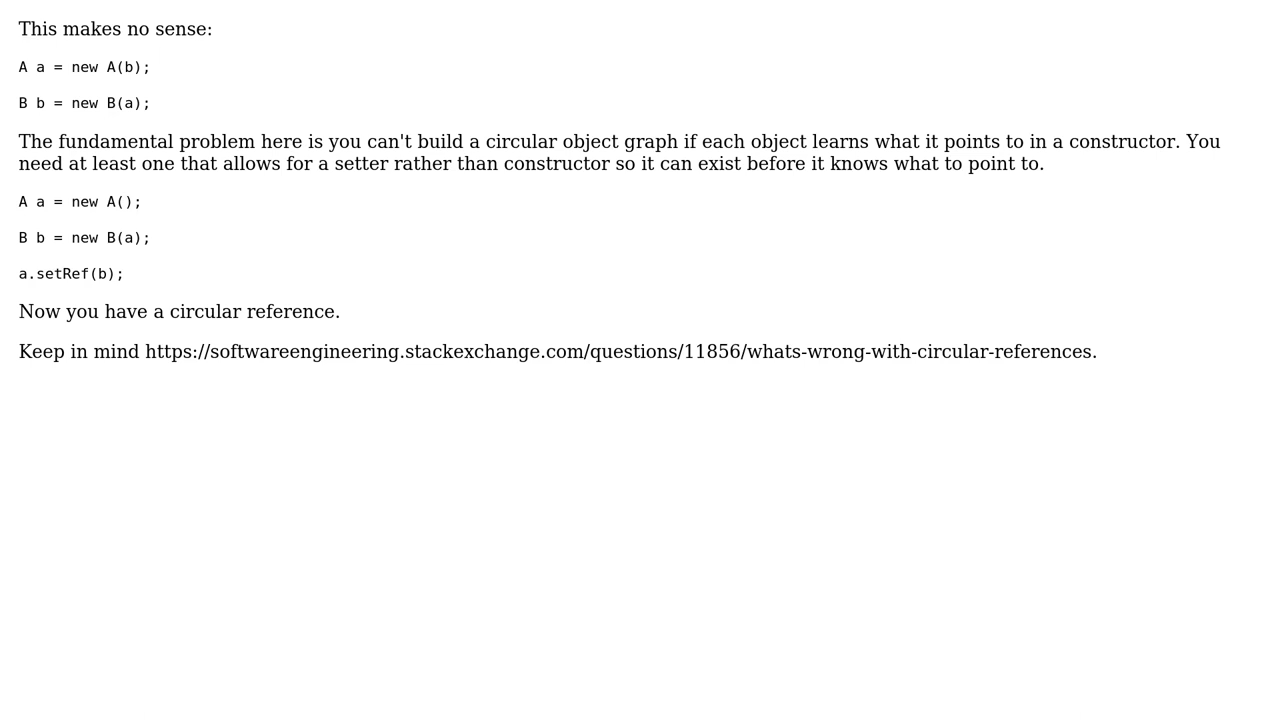 This makes no sense:
A a = new A(b);
B b = new B(a);
The fundamental problem here is you can't build a circular object graph if each object learns what it points to in a constructor. You
need at least one that allows for a setter rather than constructor so it can exist before it knows what to point to.
A a = new A();
B b = new B(a);
a.setRef(b);
Now you have a circular reference.
Keep in mind https://softwareengineering.stackexchange.com/questions/11856/whats-wrong-with-circular-references.